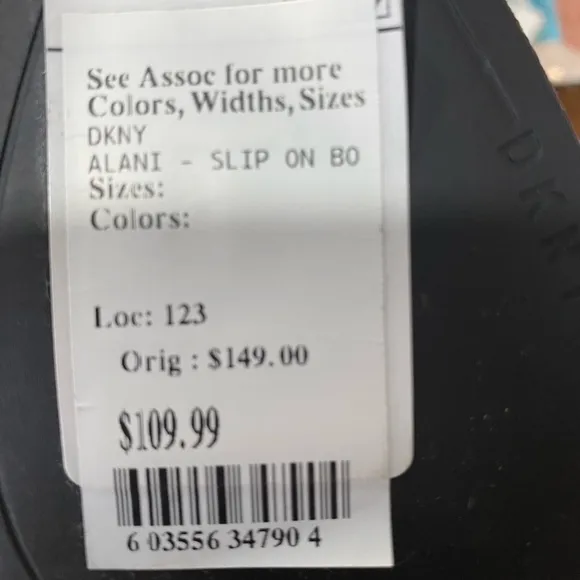 See Assoc for more
Colors, Widths, Sizes
DKNY
ALANI - SLIP ON BO
Sizes:
Colors:
Loc: 123
Orig : $149.00
$109.99
6 03556 34790 4
DKN